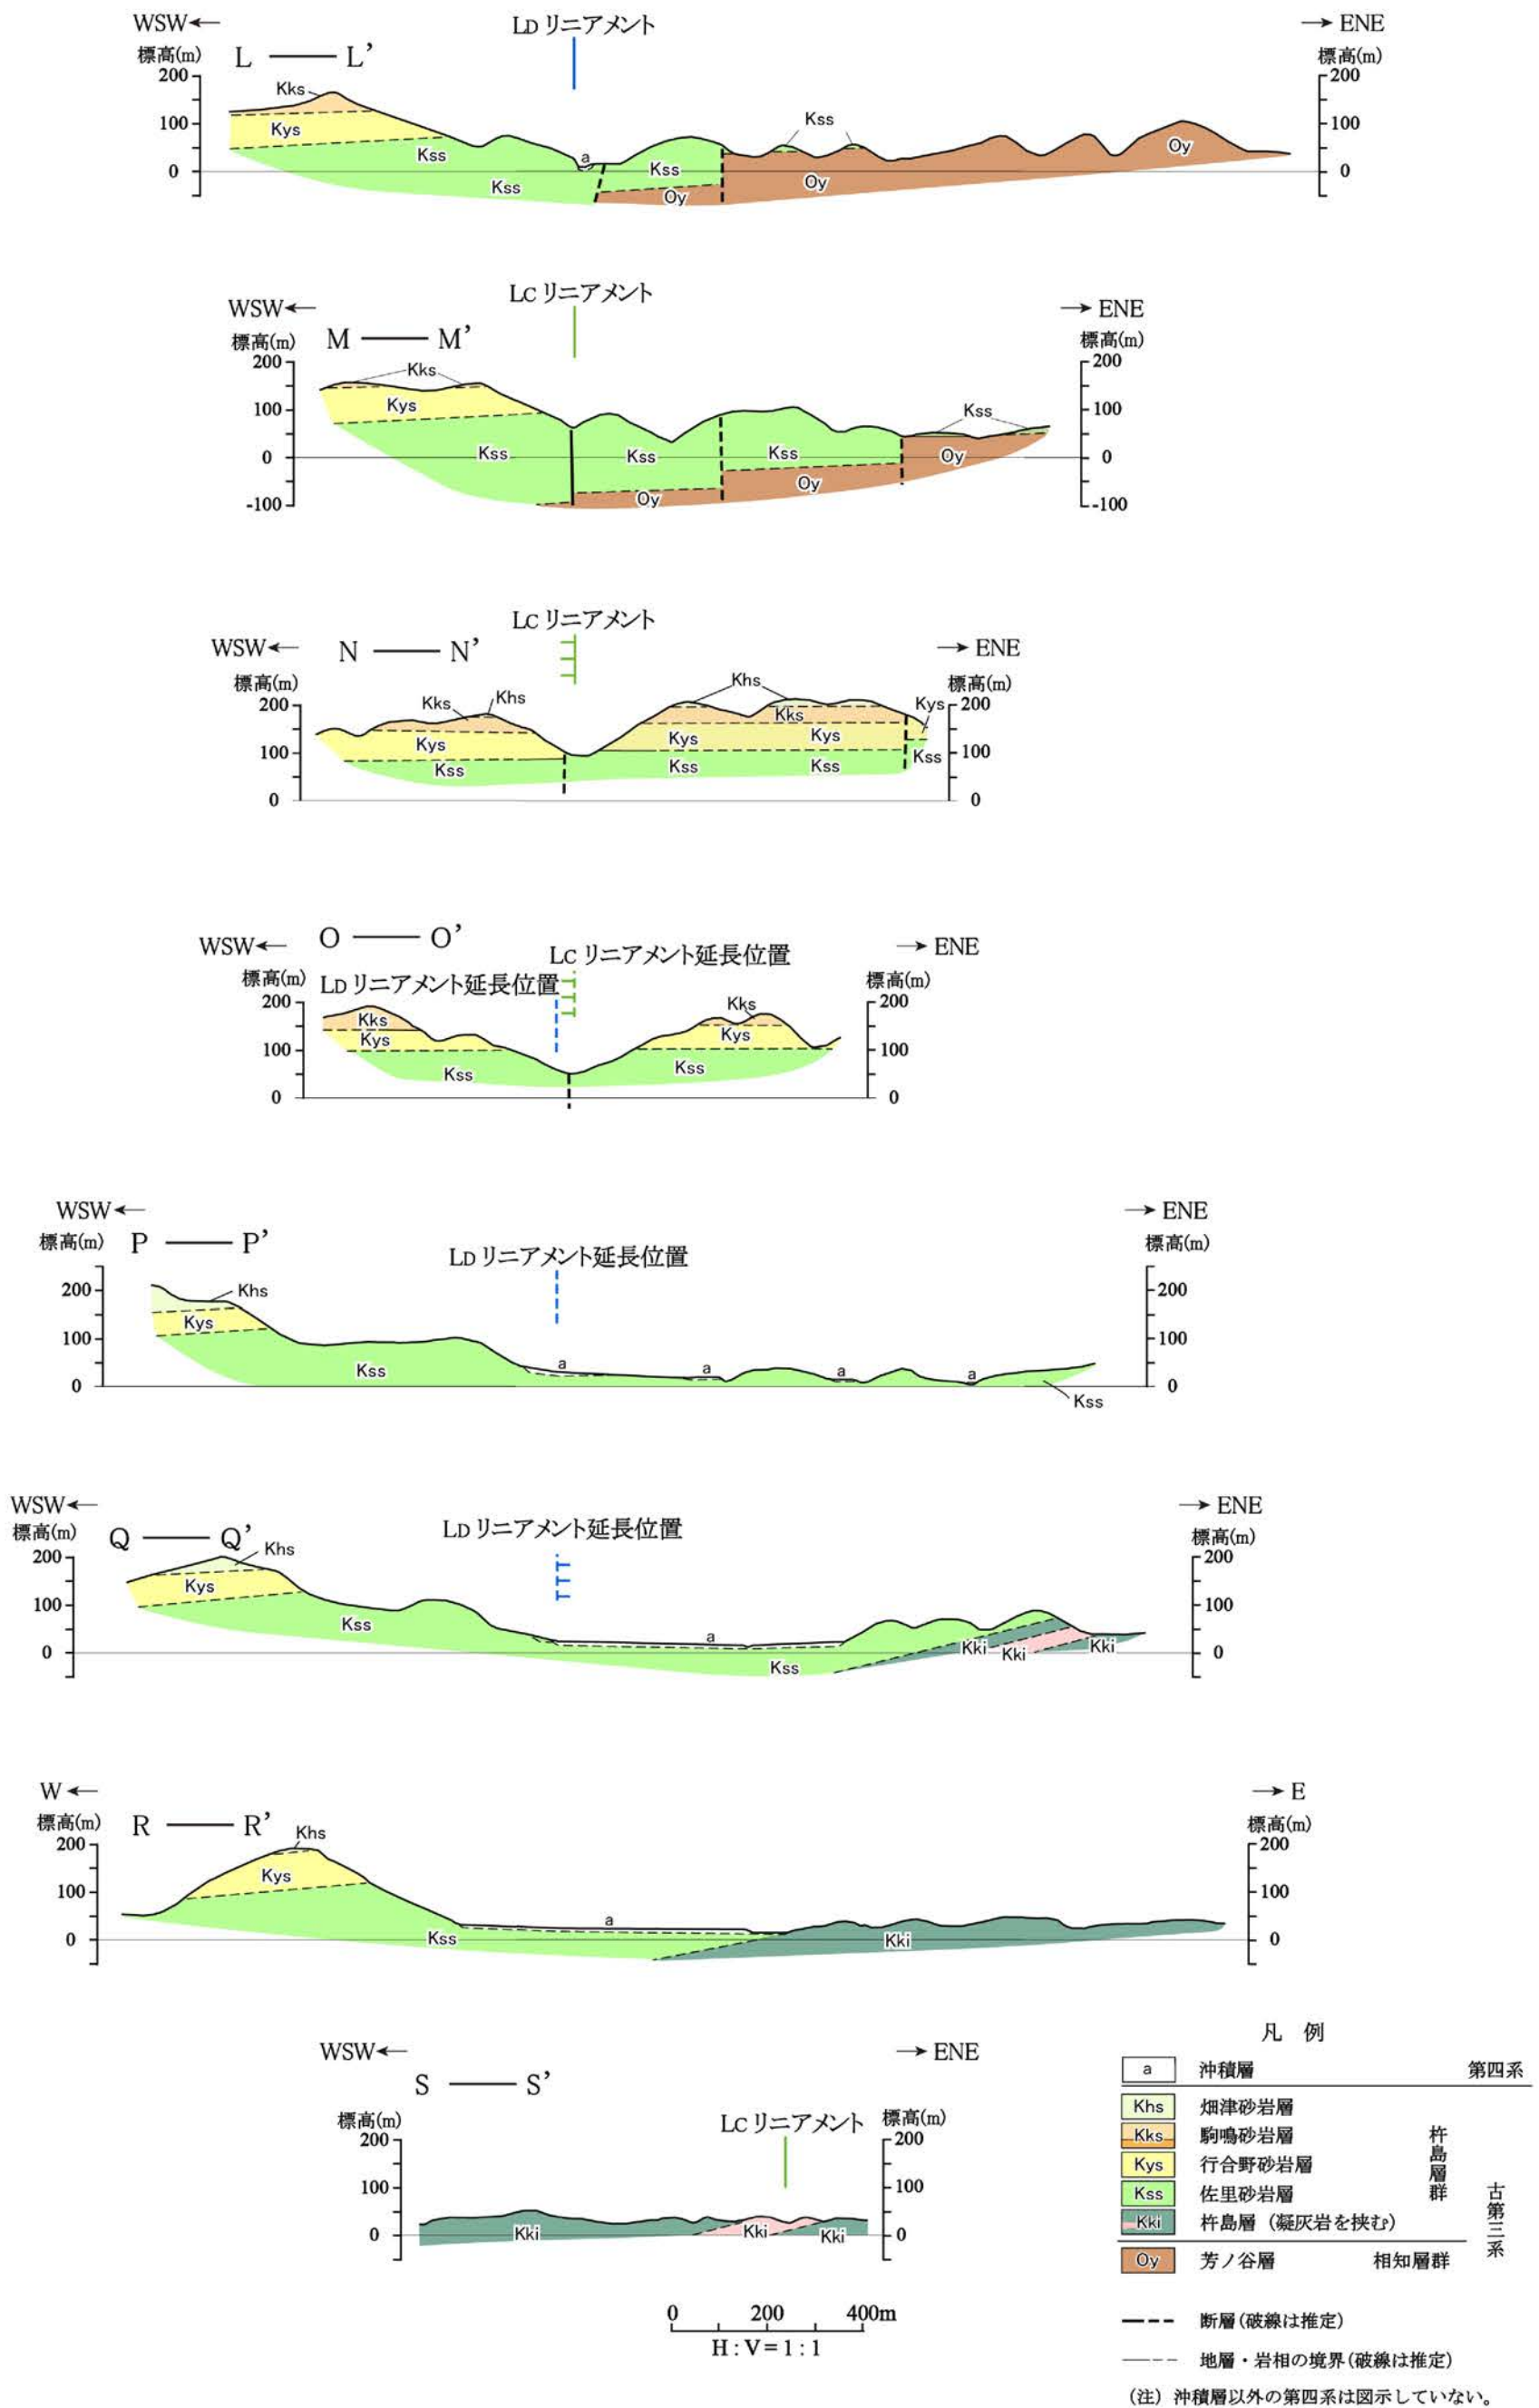 WSW← LD リニアメント → ENE
標高(m) L L’ 標高(m)
200 200
Kks
100 Kys Kss 100
Kss a Kss Oy
0 Kss Oy Oy 0
LC リニアメント
WSW← → ENE
標高(m) M M’ 標高(m)
200 Kks 200
100 Kys Kss 100
0 Kss Kss Kss Oy 0
Oy Oy
-100 -100
LC リニアメント
WSW← N N’ → ENE
標高(m) Khs 標高(m)
200 Kks Khs Kks Kys 200
Kys Kys Kys
100 Kss Kss Kss Kss 100
0 0
WSW← O O’ LC リニアメント延長位置 → ENE
標高(m) LD リニアメント延長位置 標高(m)
200 Kks Kks 200
Kys Kys
100 Kss Kss 100
0 0
WSW← → ENE
標高(m) P P’ LD リニアメント延長位置 標高(m)
200 Khs 200
Kys
100 100
Kss a a a a
0 0
Kss
WSW← → ENE
標高(m) Q Q’ LD リニアメント延長位置 標高(m)
200 Khs 200
Kys
100 Kss 100
a
0 Kki Kki Kki 0
Kss
W← → E
標高(m) R R’ 標高(m)
200 Khs 200
Kys
100 100
a
0 Kss Kki 0
WSW← → ENE
S S’
標高(m) LC リニアメント 標高(m)
200 200
100 100
0 Kki Kki Kki 0
0 200 400m
H : V = 1 : 1
凡 例
a 沖積層 第四系
Khs 畑津砂岩層
Kks 駒鳴砂岩層
Kys 行合野砂岩層
Kss 佐里砂岩層
Kki 杵島層（凝灰岩を挟む）
杵島層群
古第三系
Oy 芳ノ谷層 相知層群
断層(破線は推定)
地層・岩相の境界(破線は推定)
（注）沖積層以外の第四系は図示していない。